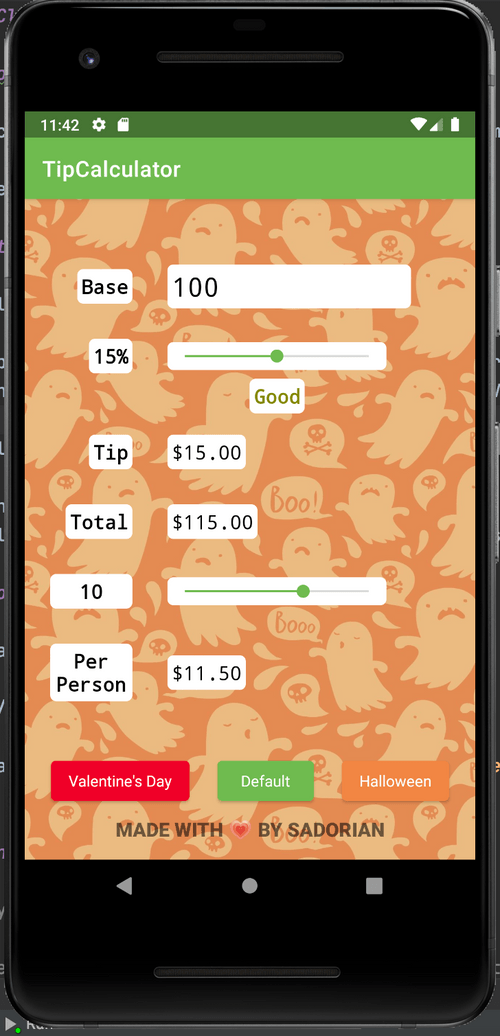 11:42
TipCalculator
Base
100
15%
Good
Tip
$15.00
Boo!
Total
$115.00
10
Booo
Per
Person
$11.50
Valentine's Day
Default
Halloween
MADE WITH BY SADORIAN